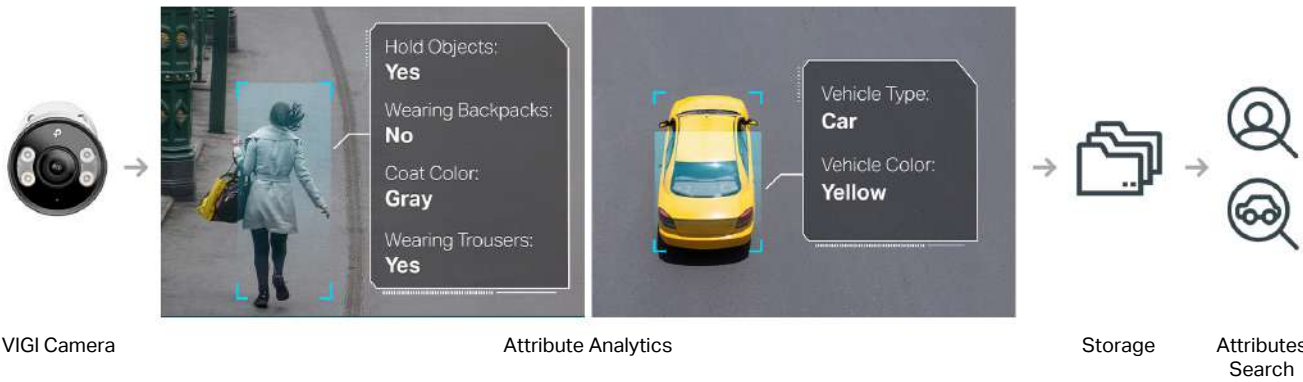 Hold Objects:
Yes
Wearing Backpacks:
No
Coat Color:
Gray
Wearing Trousers:
Yes
Vehicle Type:
Car
Vehicle Color:
Yellow
VIGI Camera
Attribute Analytics
Storage
Attributes
Search